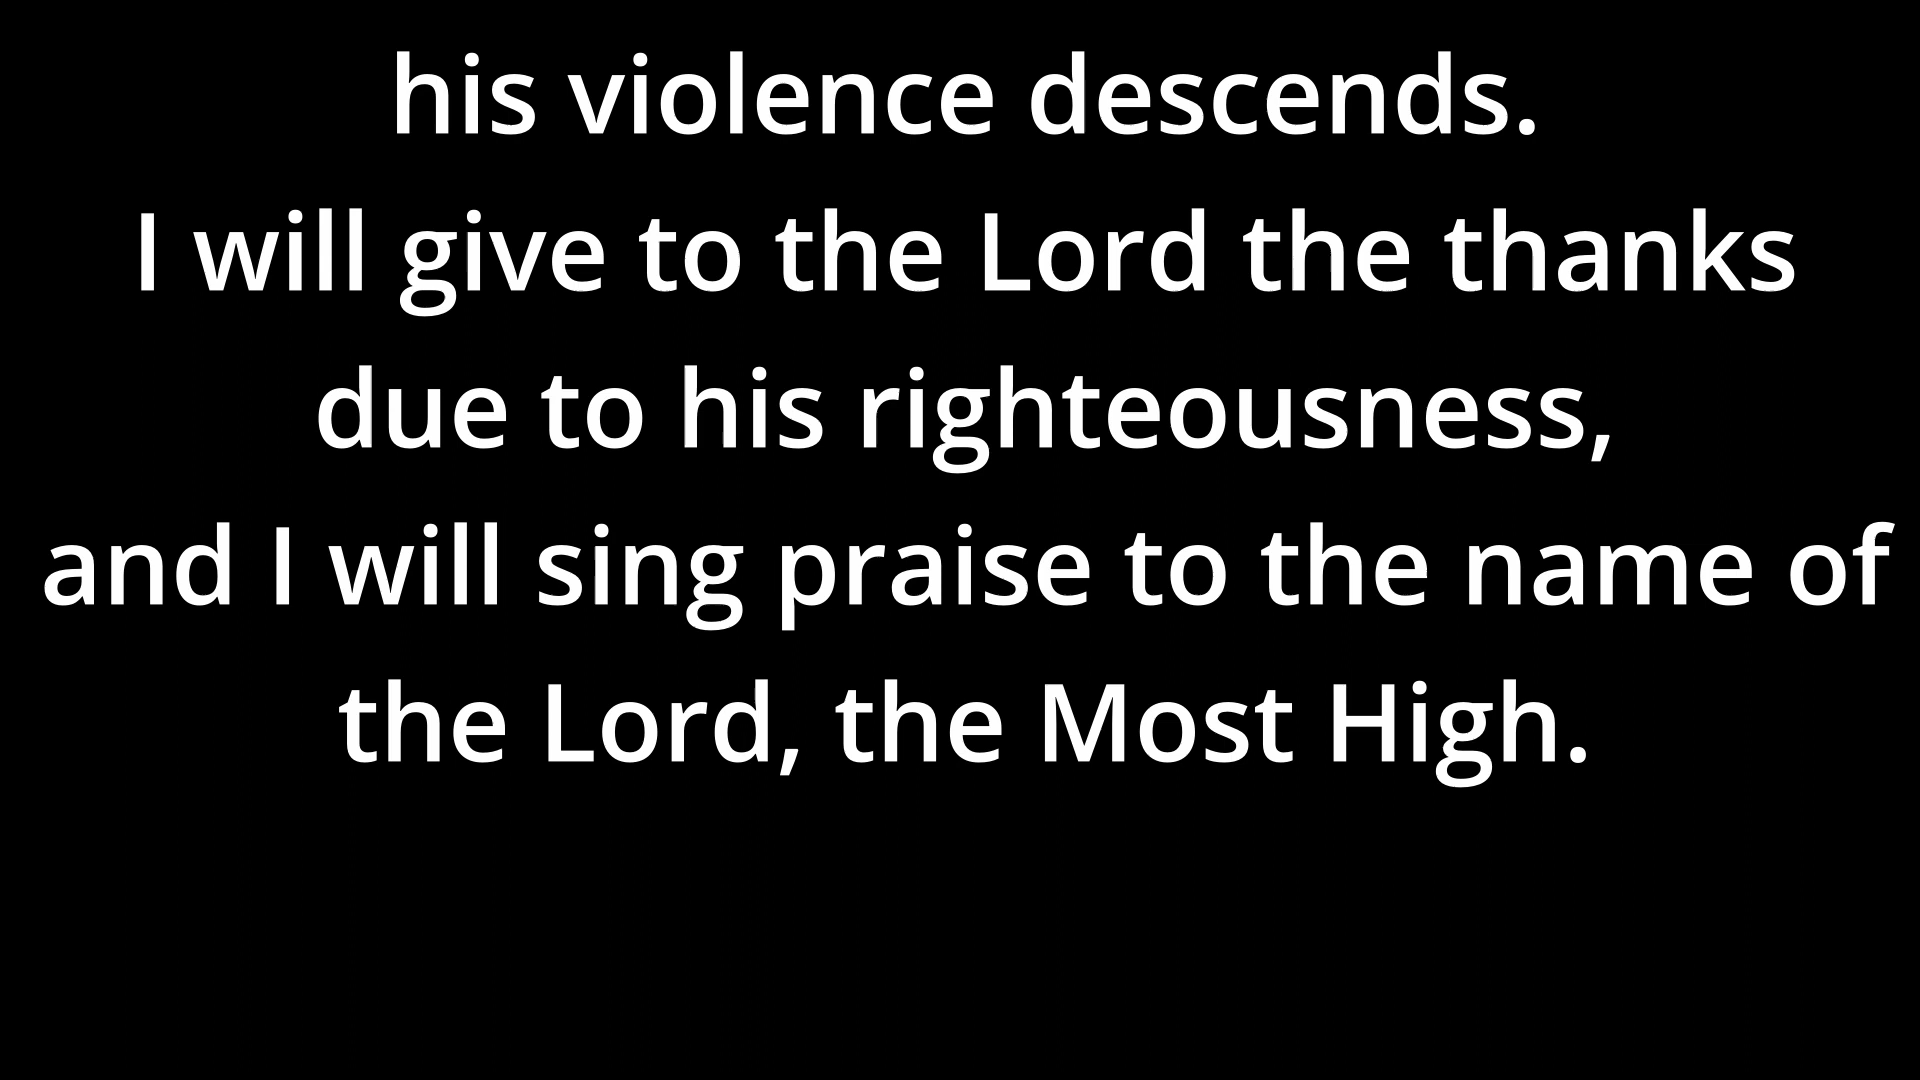 his violence descends.
I will give to the Lord the thanks
due to his righteousness,
and I will sing praise to the name of
the Lord, the Most High.